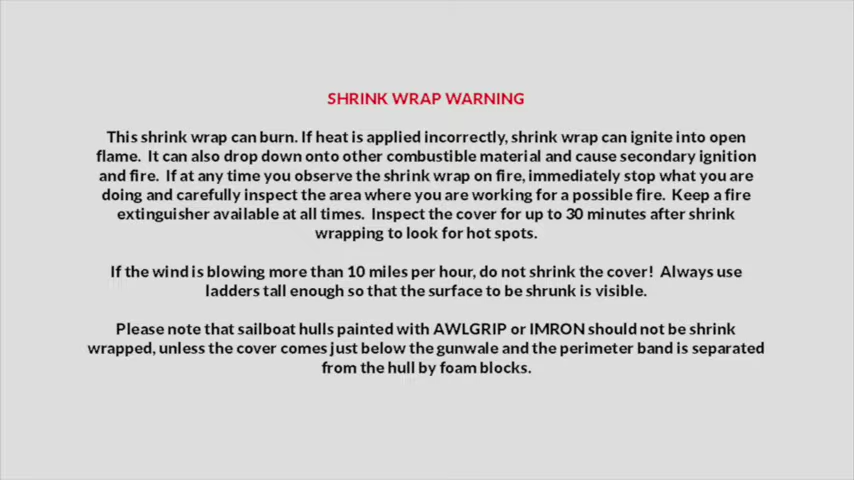 SHRINK WRAP WARNING
This shrink wrap can burn. If heat is applied incorrectly, shrink wrap can ignite into open
flame. It can also drop down onto other combustible material and cause secondary ignition
and fire. If at any time you observe the shrink wrap on fire, immediately stop what you are
doing and carefully inspect the area where you are working for a possible fire. Keep a fire
extinguisher available at all times. Inspect the cover for up to 30 minutes after shrink
wrapping to look for hot spots.
If the wind is blowing more than 10 miles per hour, do not shrink the cover! Always use
ladders tall enough so that the surface to be shrunk is visible.
Please note that sailboat hulls painted with AWLGRIP or IMRON should not be shrink
wrapped, unless the cover comes just below the gunwale and the perimeter band is separated
from the hull by foam blocks.